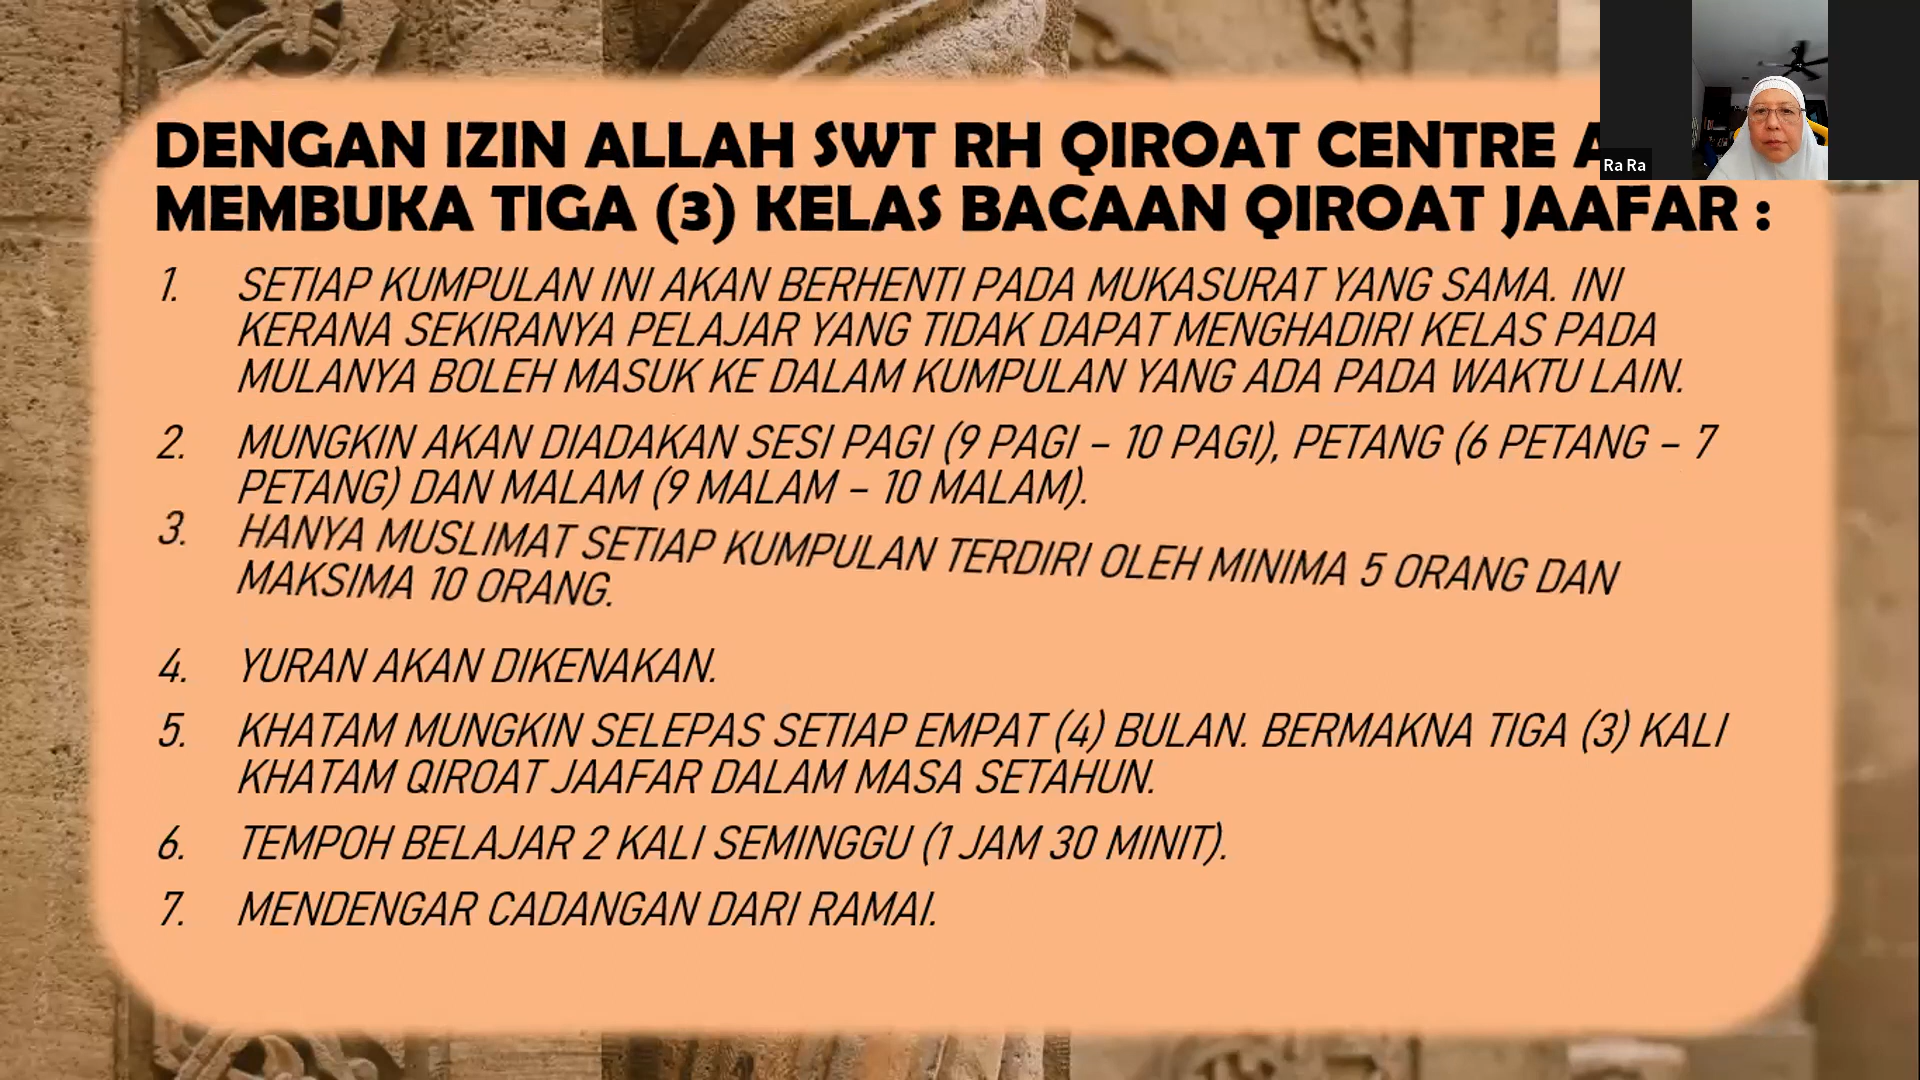 DENGAN IZIN ALLAH SWT RH QIROAT CENTRE
MEMBUKA TIGA (3) KELAS BACAAN QIROAT JAAFAR :
Ra Ra
1. SETIAP KUMPULAN INI AKAN BERHENTI PADA MUKASURAT YANG SAMA. INI
KERANA SEKIRANYA PELAJAR YANG TIDAK DAPAT MENGHADIRI KELAS PADA
MULANYA BOLEH MASUK KE DALAM KUMPULAN YANG ADA PADA WAKTU LAIN.
2. MUNGKIN AKAN DIADAKAN SESI PAGI (9 PAGI – 10 PAGI), PETANG (6 PETANG – 7
PETANG) DAN MALAM (9 MALAM – 10 MALAM).
3. HANYA MUSLIMAT SETIAP KUMPULAN TERDIRI OLEH MINIMA 5 ORANG DAN
MAKSIMA 10 ORANG.
4. YURAN AKAN DIKENAKAN.
5. KHATAM MUNGKIN SELEPAS SETIAP EMPAT (4) BULAN. BERMAKNA TIGA (3) KALI
KHATAM QIROAT JAAFAR DALAM MASA SETAHUN.
6. TEMPOH BELAJAR 2 KALI SEMINGGU (1 JAM 30 MINIT).
7. MENDENGAR CADANGAN DARI RAMAI.